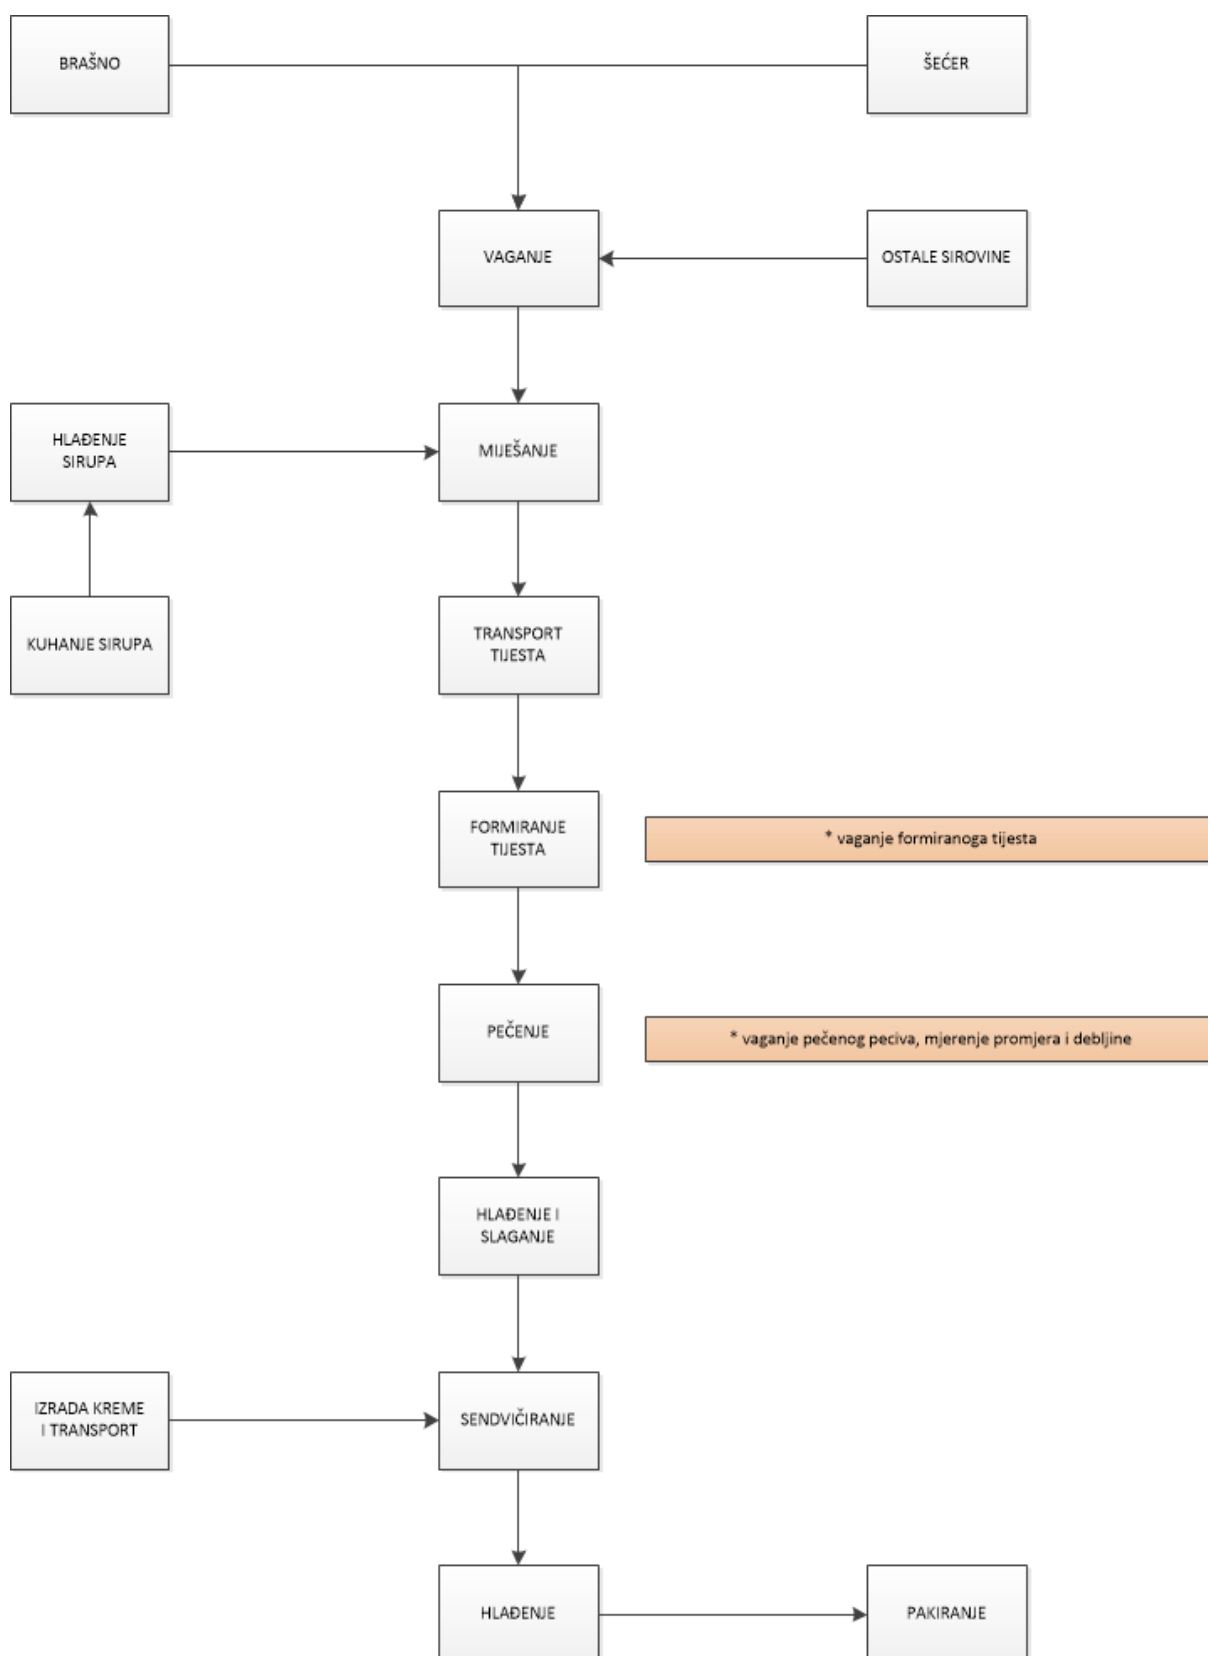 BRAŠNO
ŠEĆER
VAGANJE
OSTALE SIROVINE
HLAĐENJE
SIRUPA
MIJEŠANJE
KUHANJE SIRUPA
TRANSPORT
TIJESTA
FORMIRANJE
TIJESTA
* vaganje formiranoga tijesta
PEČENJE
* vaganje pečenog peciva, mjerenje promjera i debljine
HLAĐENJE I
SLAGANJE
IZRADA KREME
I TRANSPORT
SENDVIČIRANJE
HLAĐENJE
PAKIRANJE